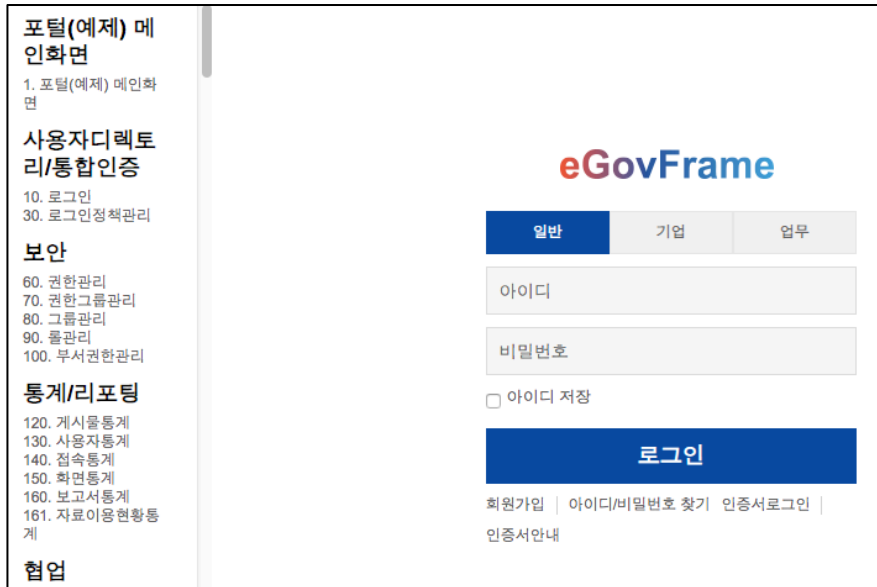 포털(예제) 메
인화면
1. 포털(예제) 메인화
면
사용자디렉토
리/통합인증
10. 로그인
30. 로그인정책관리
보안
60. 권한관리
70. 권한그룹관리
80. 그룹관리
90. 롤관리
100. 부서권한관리
통계/리포팅
120. 게시물통계
130. 사용자통계
140. 접속통계
150. 화면통계
160. 보고서통계
161. 자료이용현황통
계
협업
eGovFrame
일반 기업 업무
아이디
비밀번호
아이디 저장
로그인
회원가입 아이디/비밀번호 찾기 인증서로그인
인증서안내